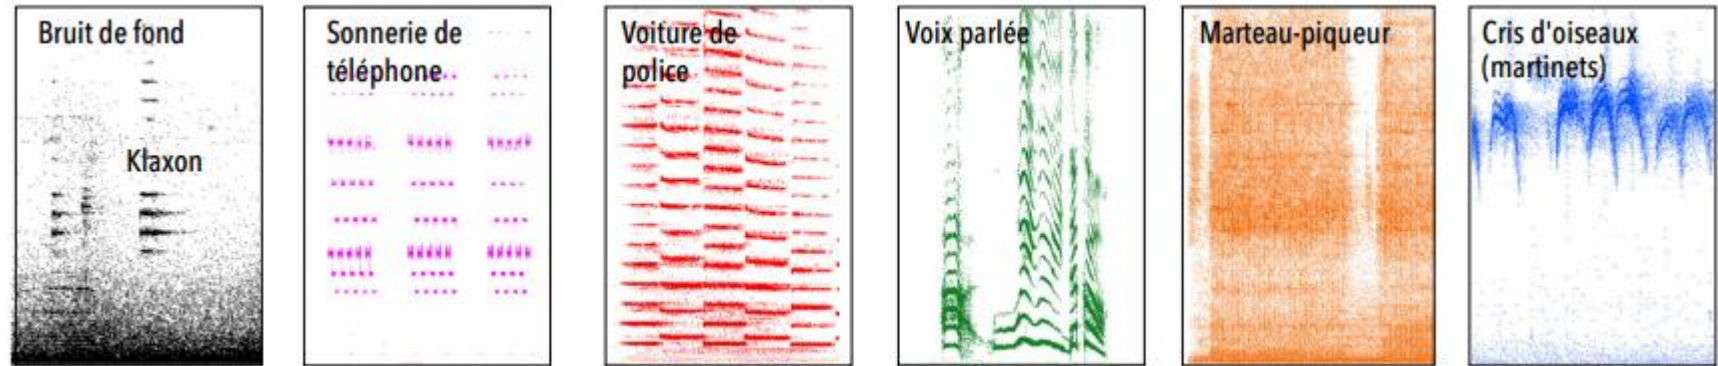 Bruit de fond
Klaxon
Sonnerie de
téléphone
Voiture de
police
Voix parlée
Marteau-piqueur
Cris d'oiseaux
(martinets)